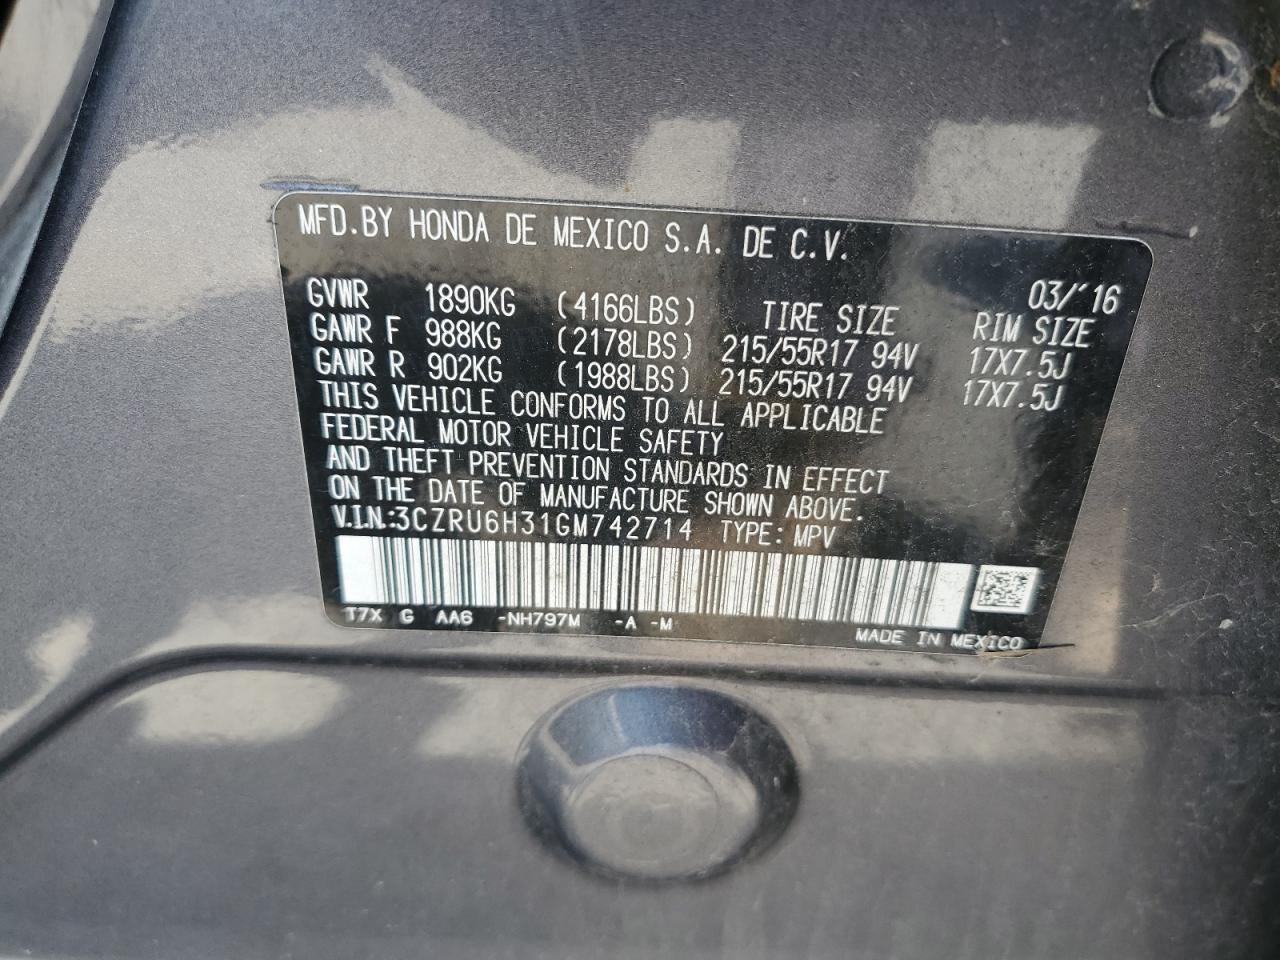 MFD.BY HONDA DE MEXICO S.A. DE C.V.
03/'16
GVWR 1890KG (4166LBS) TIRE SIZE RIM SIZE
GAWR F 988KG (2178LBS) 215/55R17 94V 17X7.5J
GAWR R 902KG (1988LBS) 215/55R17 94V 17X7.5J
THIS VEHICLE CONFORMS TO ALL APPLICABLE
FEDERAL MOTOR VEHICLE SAFETY
AND THEFT PREVENTION STANDARDS IN EFFECT
ON THE DATE OF MANUFACTURE SHOWN ABOVE.
V.I.N.:3CZRU6H31GM742714 TYPE: MPV
T7X G AA6 -NH797M -A -M
MADE IN MEXICO